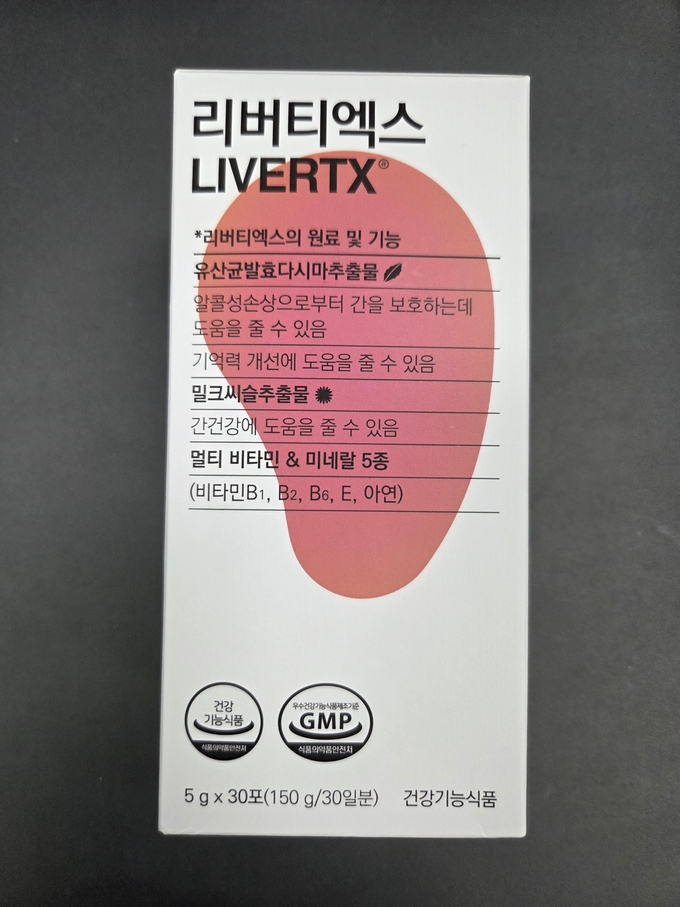 리버티엑스
LIVERTX®
*리버티엑스의 원료 및 기능
유산균발효다시마추출물
알콜성손상으로부터 간을 보호하는데
도움을 줄 수 있음
기억력 개선에 도움을 줄 수 있음
밀크씨슬추출물
간건강에 도움을 줄 수 있음
멀티 비타민 & 미네랄 5종
(비타민B1, B2, B6, E, 아연)
건강
기능식품
식품의약품안전처
우수건강기능식품제조기준
GMP
식품의약품안전처
5 g x 30포(150 g/30일분) 건강기능식품